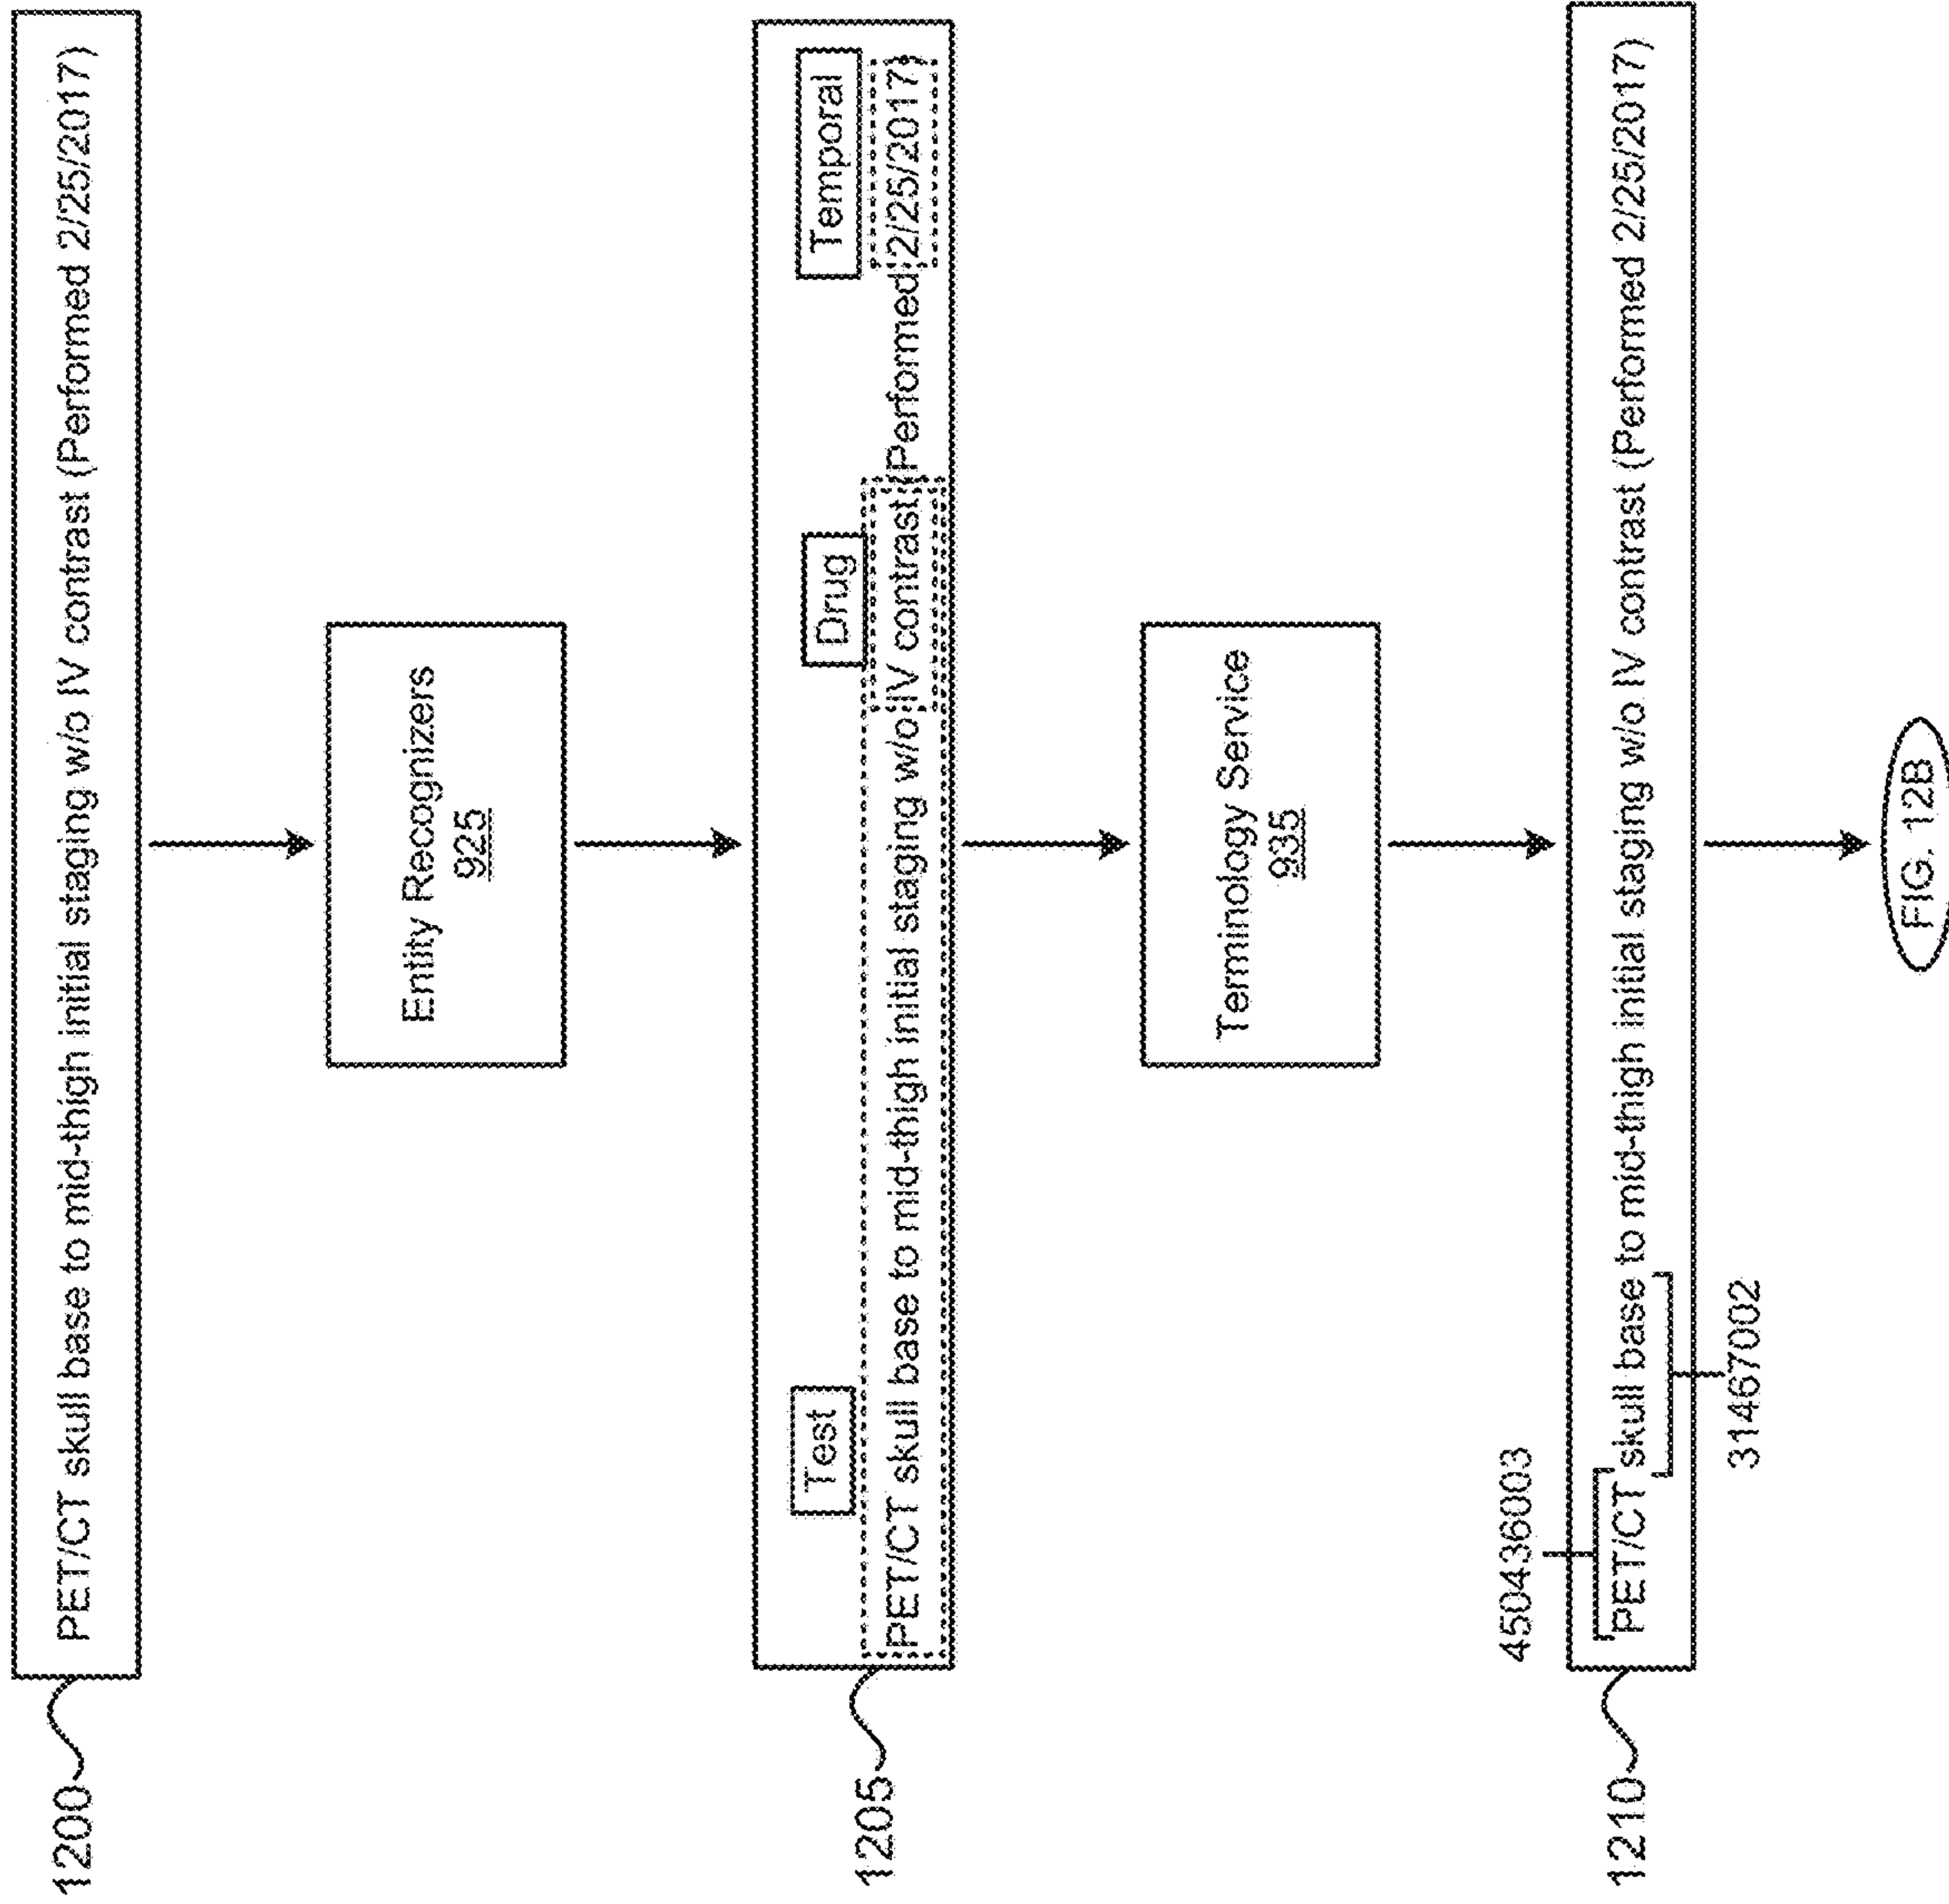 1200
PET/CT skull base to mid-thigh initial staging w/o IV contrast (Performed 2/25/2017)
Entity Recognizers
925
1205
Test
Drug
Temporal
PET/CT skull base to mid-thigh initial staging w/o IV contrast (Performed 2/25/2017)
Terminology Service
935
450436003
1210
PET/CT skull base to mid-thigh initial staging w/o IV contrast (Performed 2/25/2017)
31467002
FIG. 12B